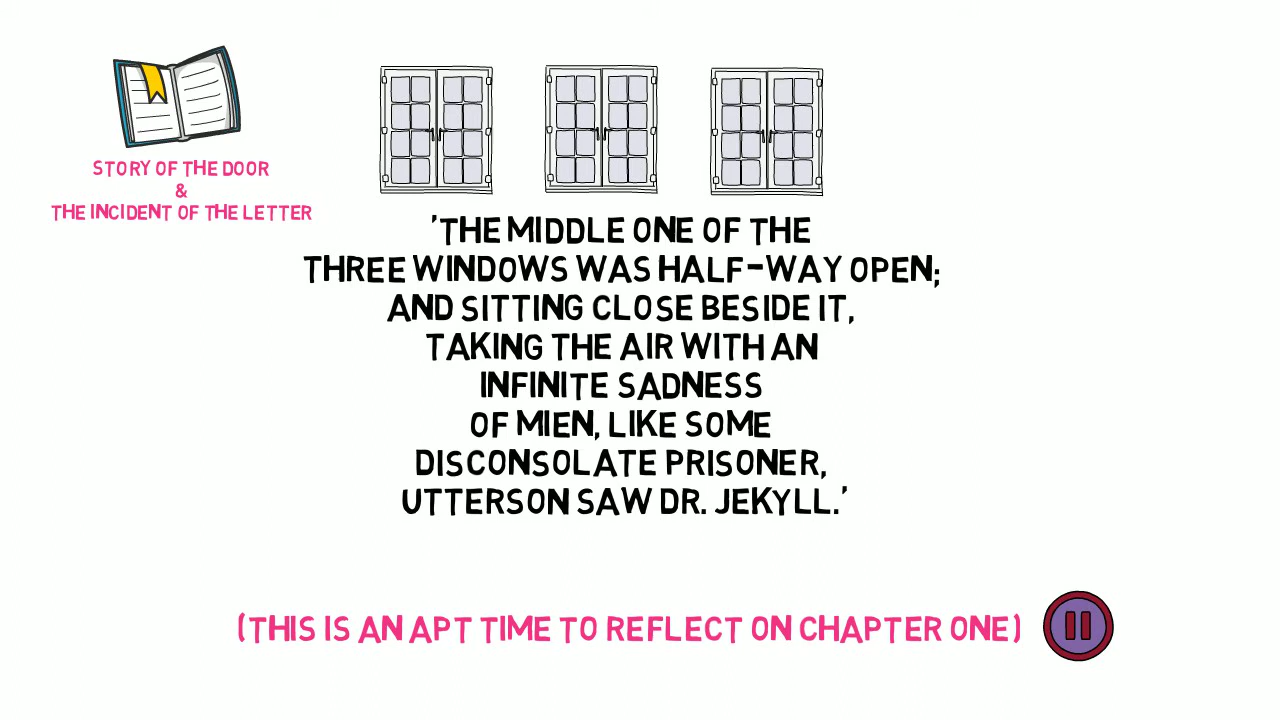 STORY OF THE DOOR
&
THE INCIDENT OF THE LETTER
'THE MIDDLE ONE OF THE
THREE WINDOWS WAS HALF-WAY OPEN;
AND SITTING CLOSE BESIDE IT,
TAKING THE AIR WITH AN
INFINITE SADNESS
OF MIEN, LIKE SOME
DISCONSOLATE PRISONER,
UTTERSON SAW DR. JEKYLL.'
(THIS IS AN APT TIME TO REFLECT ON CHAPTER ONE)